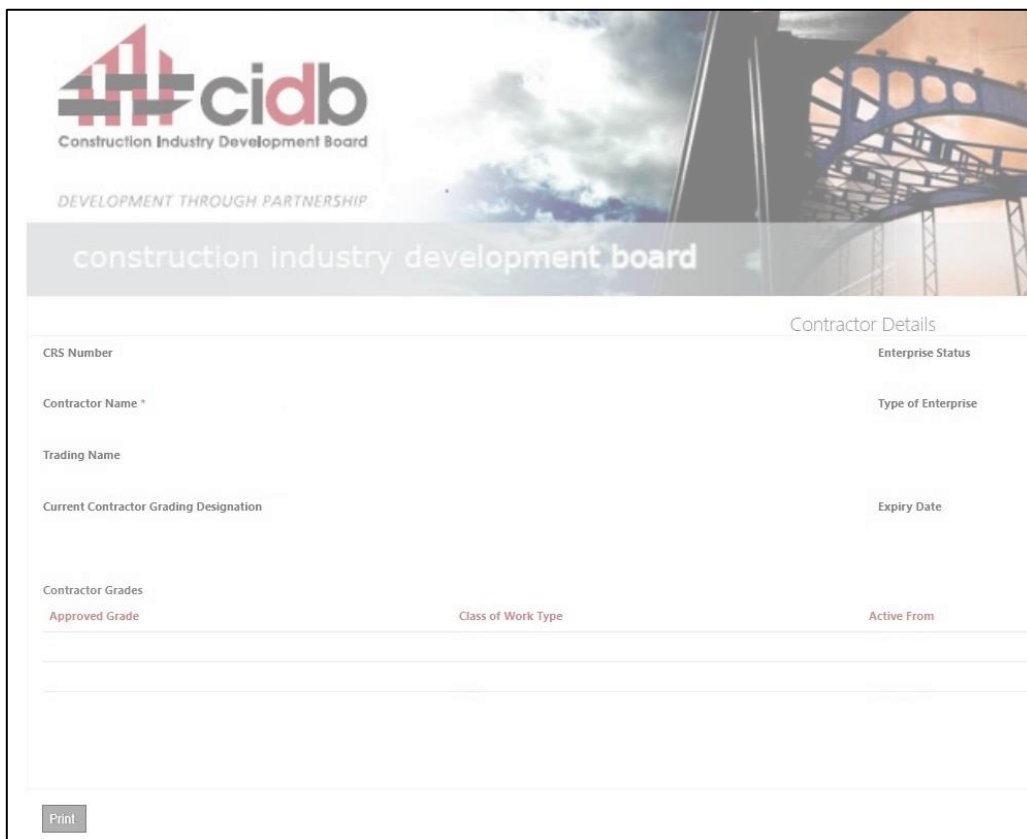 cidb
Construction Industry Development Board
DEVELOPMENT THROUGH PARTNERSHIP
construction industry development board
Contractor Details
CRS Number Enterprise Status
Contractor Name * Type of Enterprise
Trading Name
Current Contractor Grading Designation Expiry Date
Contractor Grades
Approved Grade Class of Work Type Active From
Print